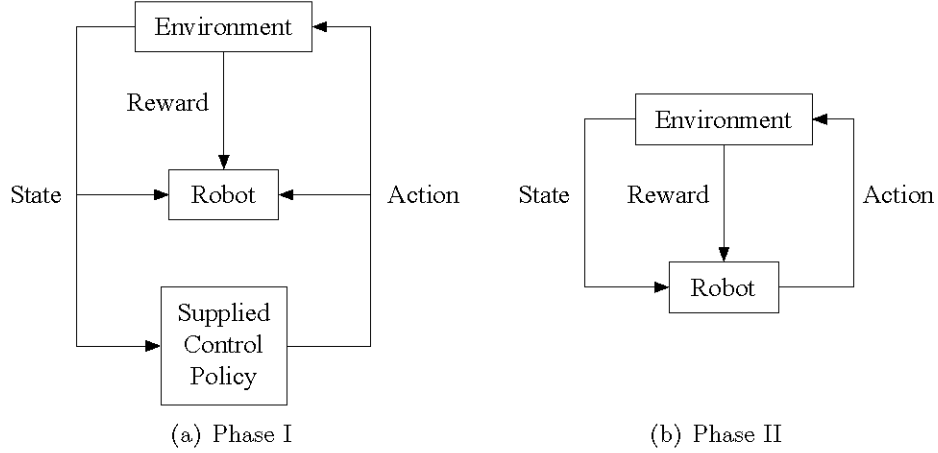 Environment
Reward
State
Robot
Action
Supplied
Control
Policy
(a) Phase I
Environment
State
Reward
Action
Robot
(b) Phase II